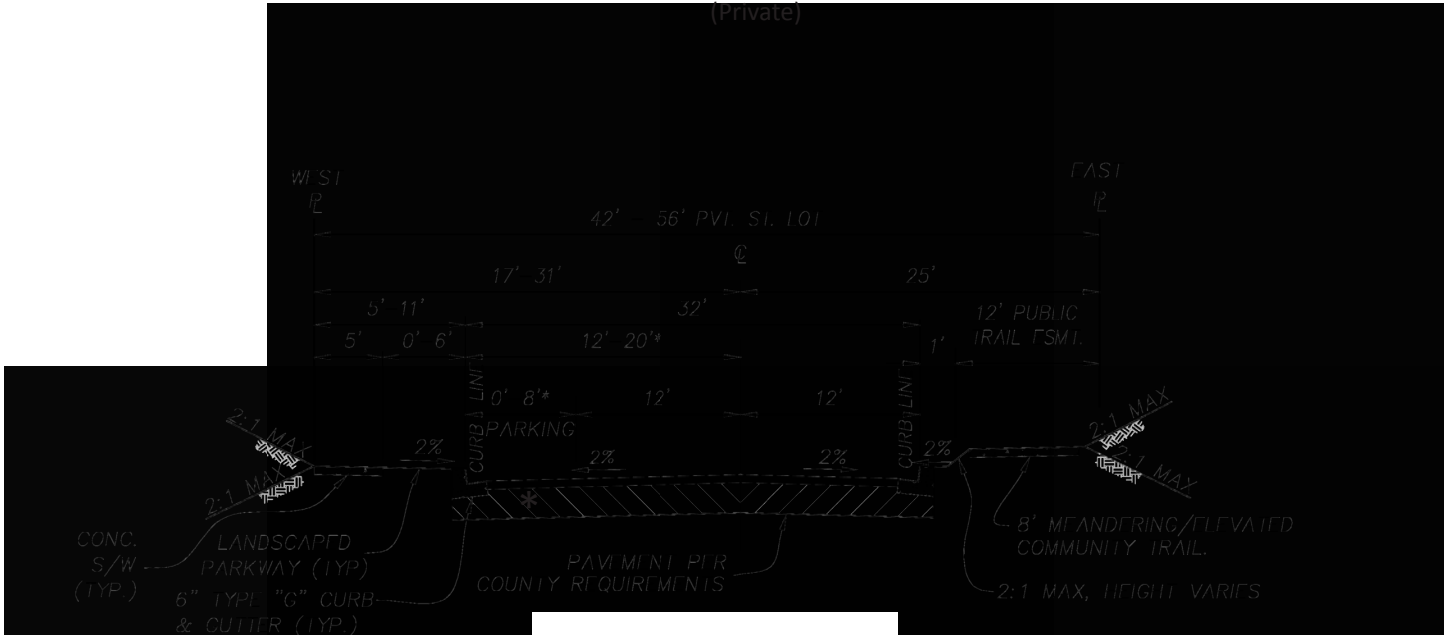 (Private)
WEST
EAST
PL
PL
42' - 56' PVT. ST. LOT
CL
17'-31'
25'
5'-11'
32'
12' PUBLIC
TRAIL ESMT.
5'
0'-6'
12'-20'*
1'
CURB LINE
CURB LINE
0'-8'*
12'
12'
PARKING
2:1 MAX
2:1 MAX
2%
2%
2%
2%
2:1 MAX
2:1 MAX
*
CONC.
S/W
(TYP.)
LANDSCAPED
PARKWAY (TYP)
6" TYPE "C" CURB
& GUTTER (TYP.)
PAVEMENT PER
COUNTY REQUIREMENTS
8' MEANDERING/ELEVATED
COMMUNITY TRAIL.
2:1 MAX, HEIGHT VARIES